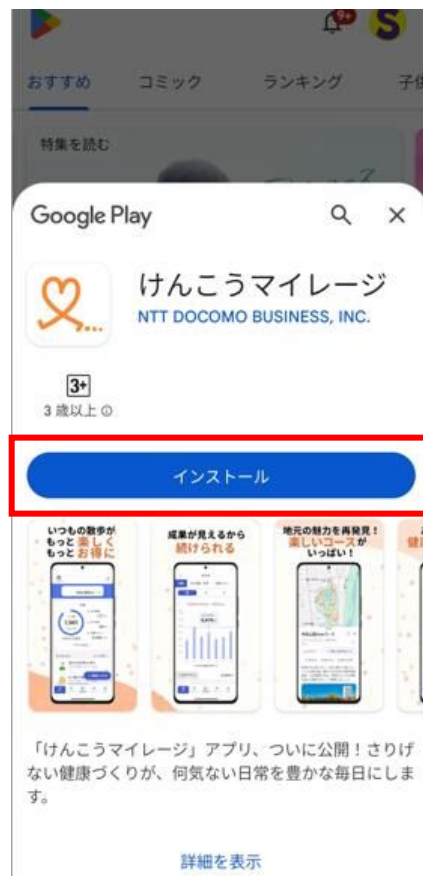 9+
S
おすすめ
コミック
ランキング
子供
特集を読む
Google Play
けんこうマイレージ
NTT DOCOMO BUSINESS, INC.
3+
3 歳以上
インストール
いつもの散歩が
もっと楽しく
もっとお得に
成果が見えるから
続けられる
地元の魅力を再発見!
楽しいコースが
いっぱい!
「けんこうマイレージ」アプリ、ついに公開！さりげ
ない健康づくりが、何気ない日常を豊かな毎日にしま
す。
詳細を表示